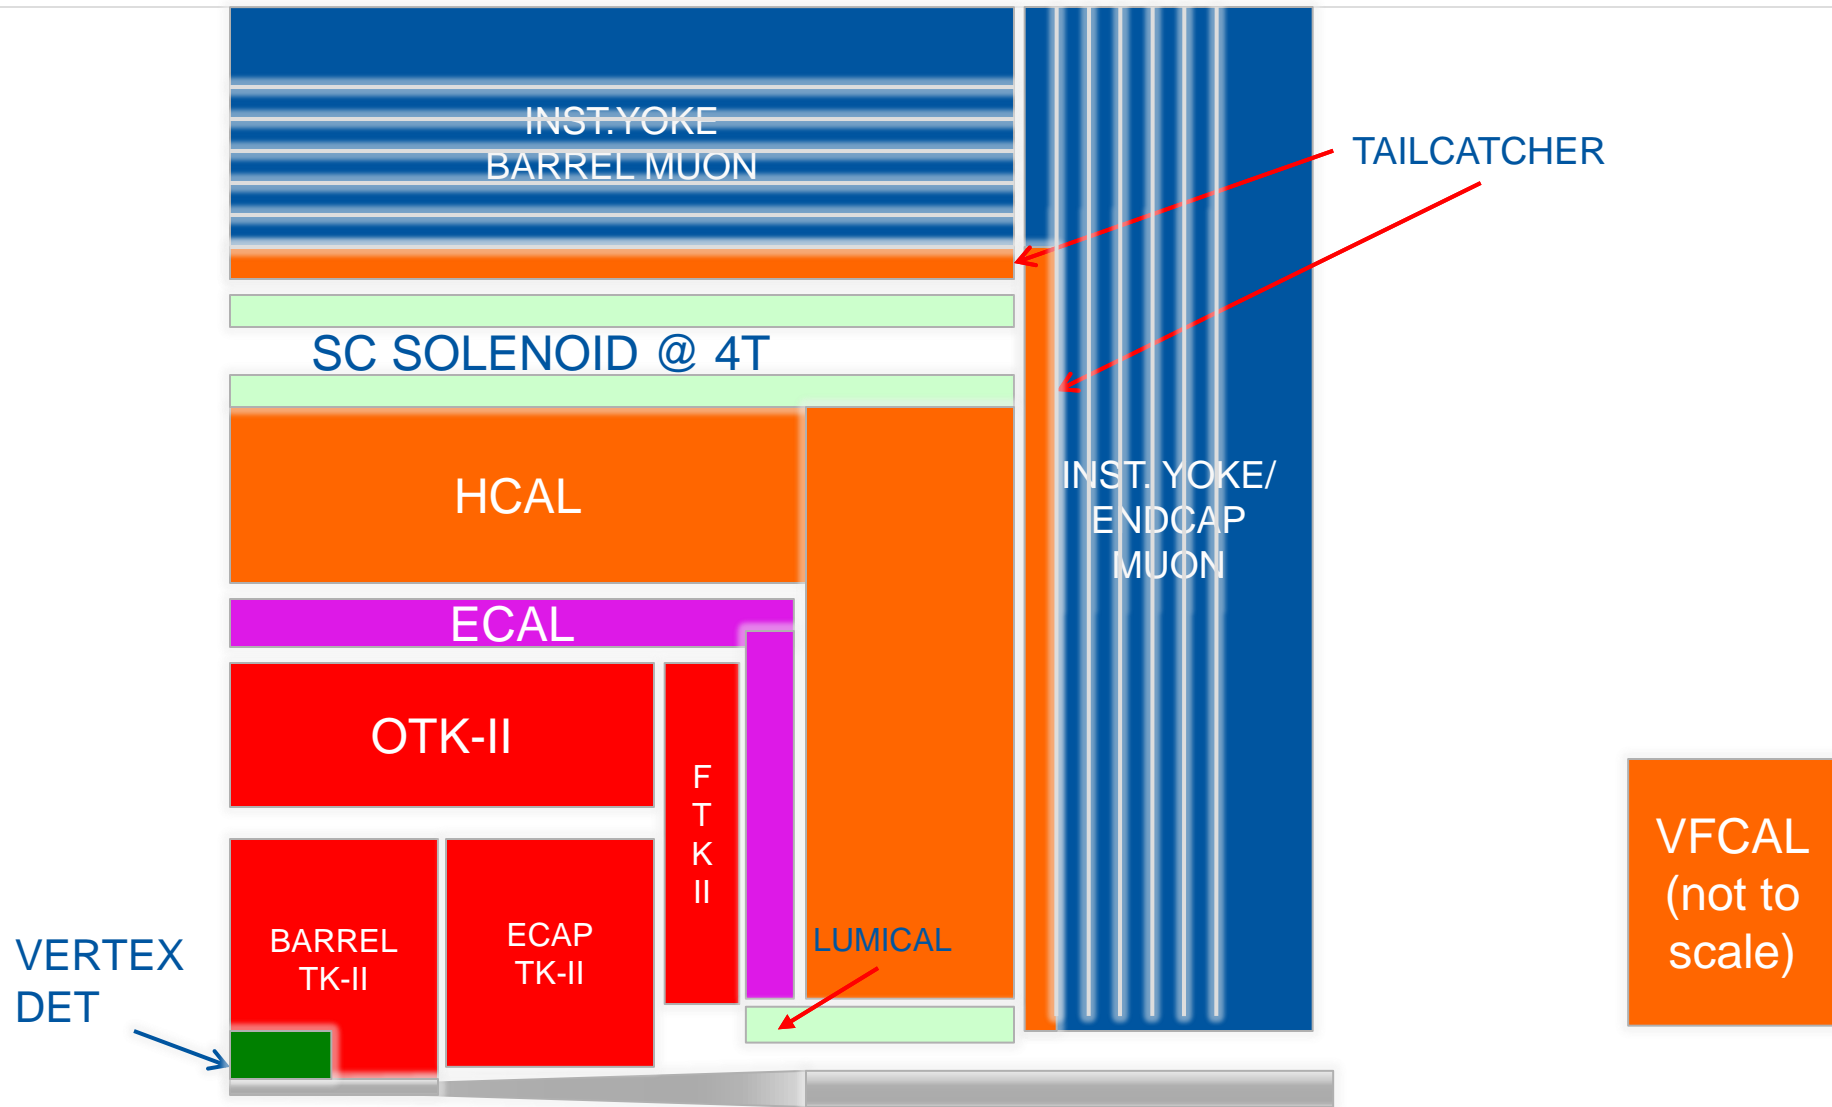 INST.YOKE
BARREL MUON
TAILCATCHER
SC SOLENOID @ 4T
HCAL
INST. YOKE/
ENDCAP
MUON
ECAL
OTK-II
F
T
K
II
VFCAL
(not to
scale)
BARREL
TK-II
ECAP
TK-II
LUMICAL
VERTEX
DET